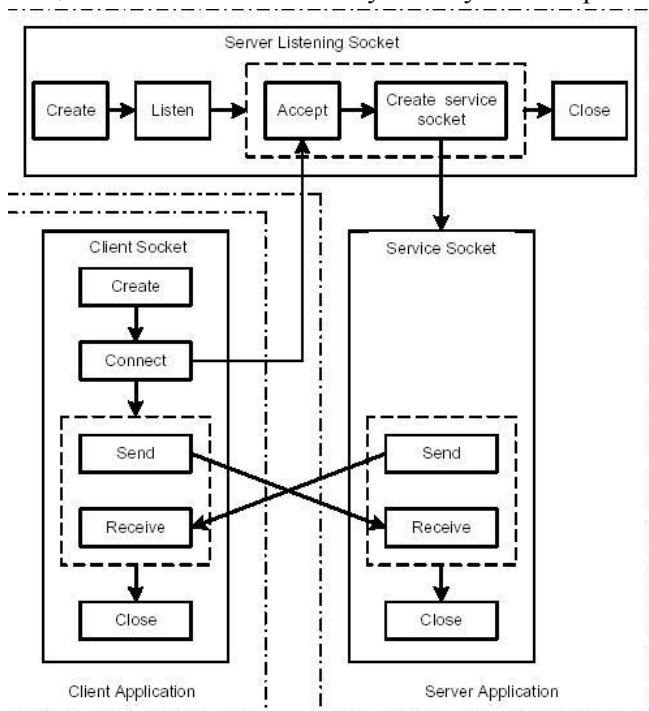 Server Listening Socket
Create
Listen
Accept
Create service
socket
Close
Client Socket
Create
Connect
Send
Receive
Close
Service Socket
Send
Receive
Close
Client Application
Server Application